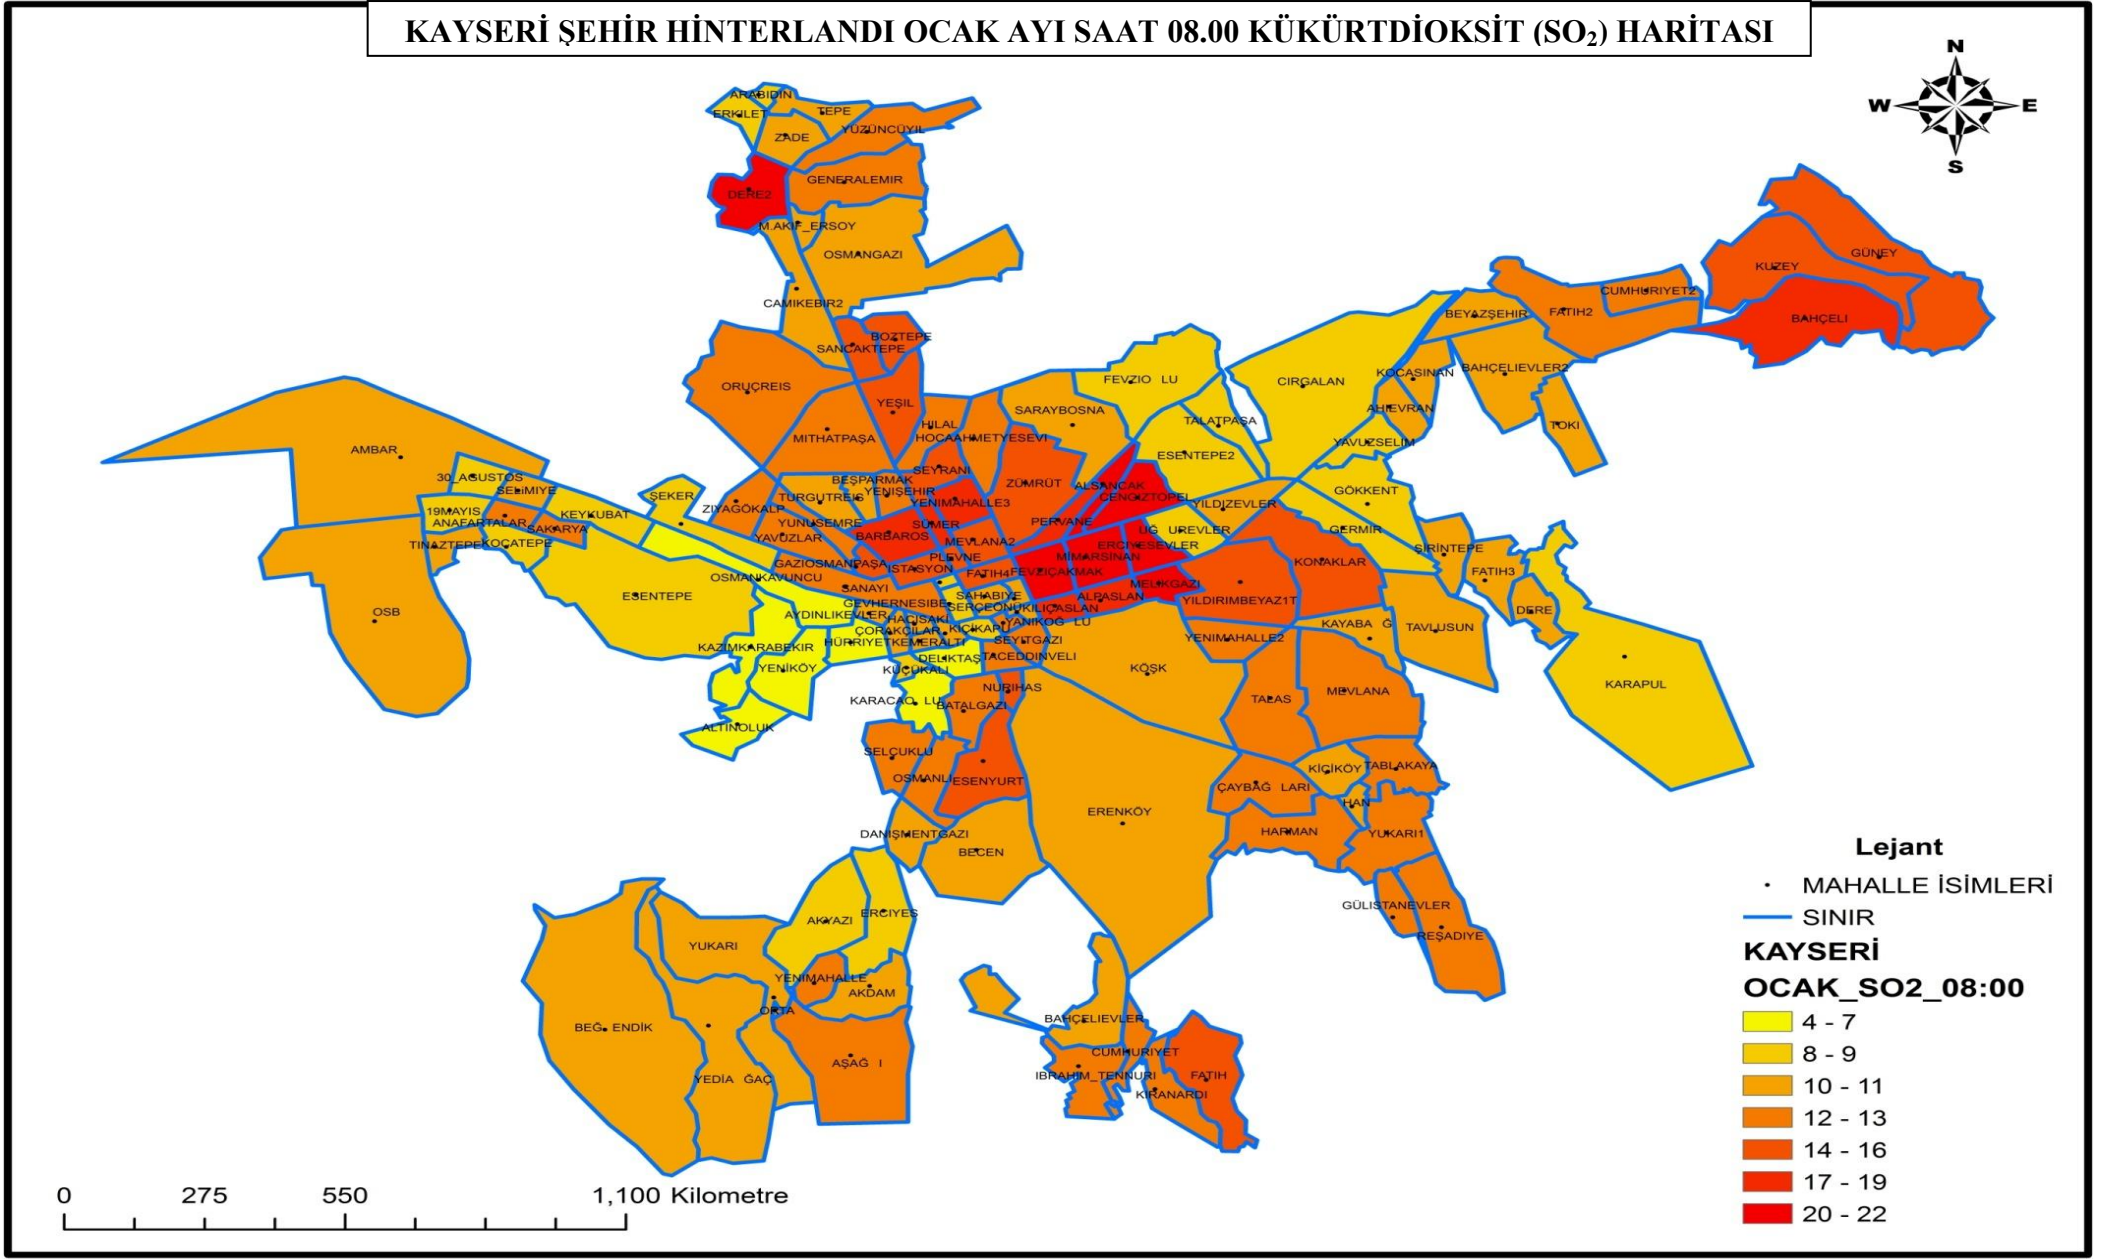 KAYSERİ ŞEHİR HİNTERLANDI OCAK AYI SAAT 08.00 KÜKÜRTDİOKSİT (SO₂) HARİTASI
N
W E
S
ARABIDIN
ERKILET
TEPE
ZADE
YÜZÜNCÜYIL
GENERALEMIR
DERE2
M.AKIF_ERSOY
OSMANGAZI
CAMIKEBIR2
GÜNEY
KUZEY
CUMHURIYET2
FATIH2
BEYAZŞEHIR
BAHÇELI
BOZTEPE
SANCAKTEPE
ORUÇREIS
YEŞIL
FEVZIO LU
CIRGALAN
KOCASINAN
BAHÇELIEVLER2
SARAYBOSNA
TALATPAŞA
AHIEVRAN
TOKI
HILAL
MITHATPAŞA
HOCAAHMETYESEVI
YAVUZSELIM
AMBAR
ESENTEPE2
SEYRANI
30_AGUSTOS
SELIMIYE
ŞEKER
BEŞPARMAK
ZÜMRÜT
ALSANCAK
TURGUTREIS
YENIŞEHIR
CENGIZTOPEL
GÖKKENT
YENIMAHALLE3
YILDIZEVLER
19MAYIS
ANAFARTALAR
KEYKUBAT
ZIYAGÖKALP
YUNUSEMRE
SÜMER
PERVANE
UĞ UREVLER
GERMIR
SAKARYA
YAVUZLAR
BARBAROS
MEVLANA2
ERCIYESEVLER
TINAZTEPE
KOÇATEPE
PLEVNE
MIMARSINAN
ŞIRINTEPE
GAZIOSMANPAŞA
ISTASYON
FATIH4
FEVZIÇAKMAK
KONAKLAR
FATIH3
OSMANKAVUNCU
SANAYI
MELIKGAZI
OSB
ESENTEPE
GEVHERNESIBE
SAHABIYE
ALPASLAN
YILDIRIMBEYAZ1T
SERÇEÖNÜ
KILIÇASLAN
DERE
AYDINLIKEVLER
HACISAKI
YANIKOĞ LU
KAYABA Ğ
TAVLUSUN
ÇORAKÇILAR
KIÇIKAPU
HÜRRIYET
KEMERALTI
SEYITGAZI
YENIMAHALLE2
KAZIMKARABEKIR
DELIKTAŞ
TACEDDINVELI
YENIKÖY
KÜÇÜKALI
KÖŞK
KARAPUL
KARACAO LU
NURIHAS
BATALGAZI
TALAS
MEVLANA
ALTINOLUK
SELÇUKLU
OSMANLI
ESENYURT
KIÇIKÖY
TABLAKAYA
ÇAYBAĞ LARI
ERENKÖY
HAN
HARMAN
YUKARI1
DANIŞMENTGAZI
BECEN
GÜLISTANEVLER
REŞADIYE
AKYAZI
ERCIYES
YUKARI
YENIMAHALLE
AKDAM
ORTA
BEĞ ENDİK
AŞAĞ I
YEDİA ĞAÇ
BAHÇELIEVLER
CUMHURIYET
IBRAHIM_TENNURI
FATIH
KIRANARDI
Lejant
MAHALLE İSİMLERİ
SINIR
KAYSERİ
OCAK_SO2_08:00
4 - 7
8 - 9
10 - 11
12 - 13
14 - 16
17 - 19
20 - 22
0 275 550 1,100 Kilometre